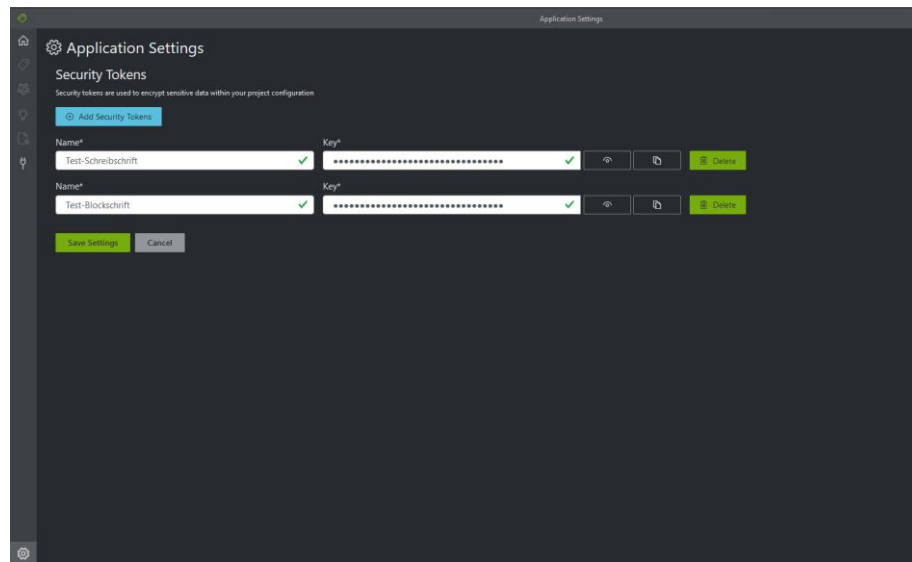 Application Settings
Application Settings
Security Tokens
Security tokens are used to encrypt sensitive data within your project configuration
Add Security Tokens
Name* Key*
Test-Schreibschrift •••••••••••••••••••••••••••••••• Delete
Name* Key*
Test-Blockschrift •••••••••••••••••••••••••••••••• Delete
Save Settings Cancel